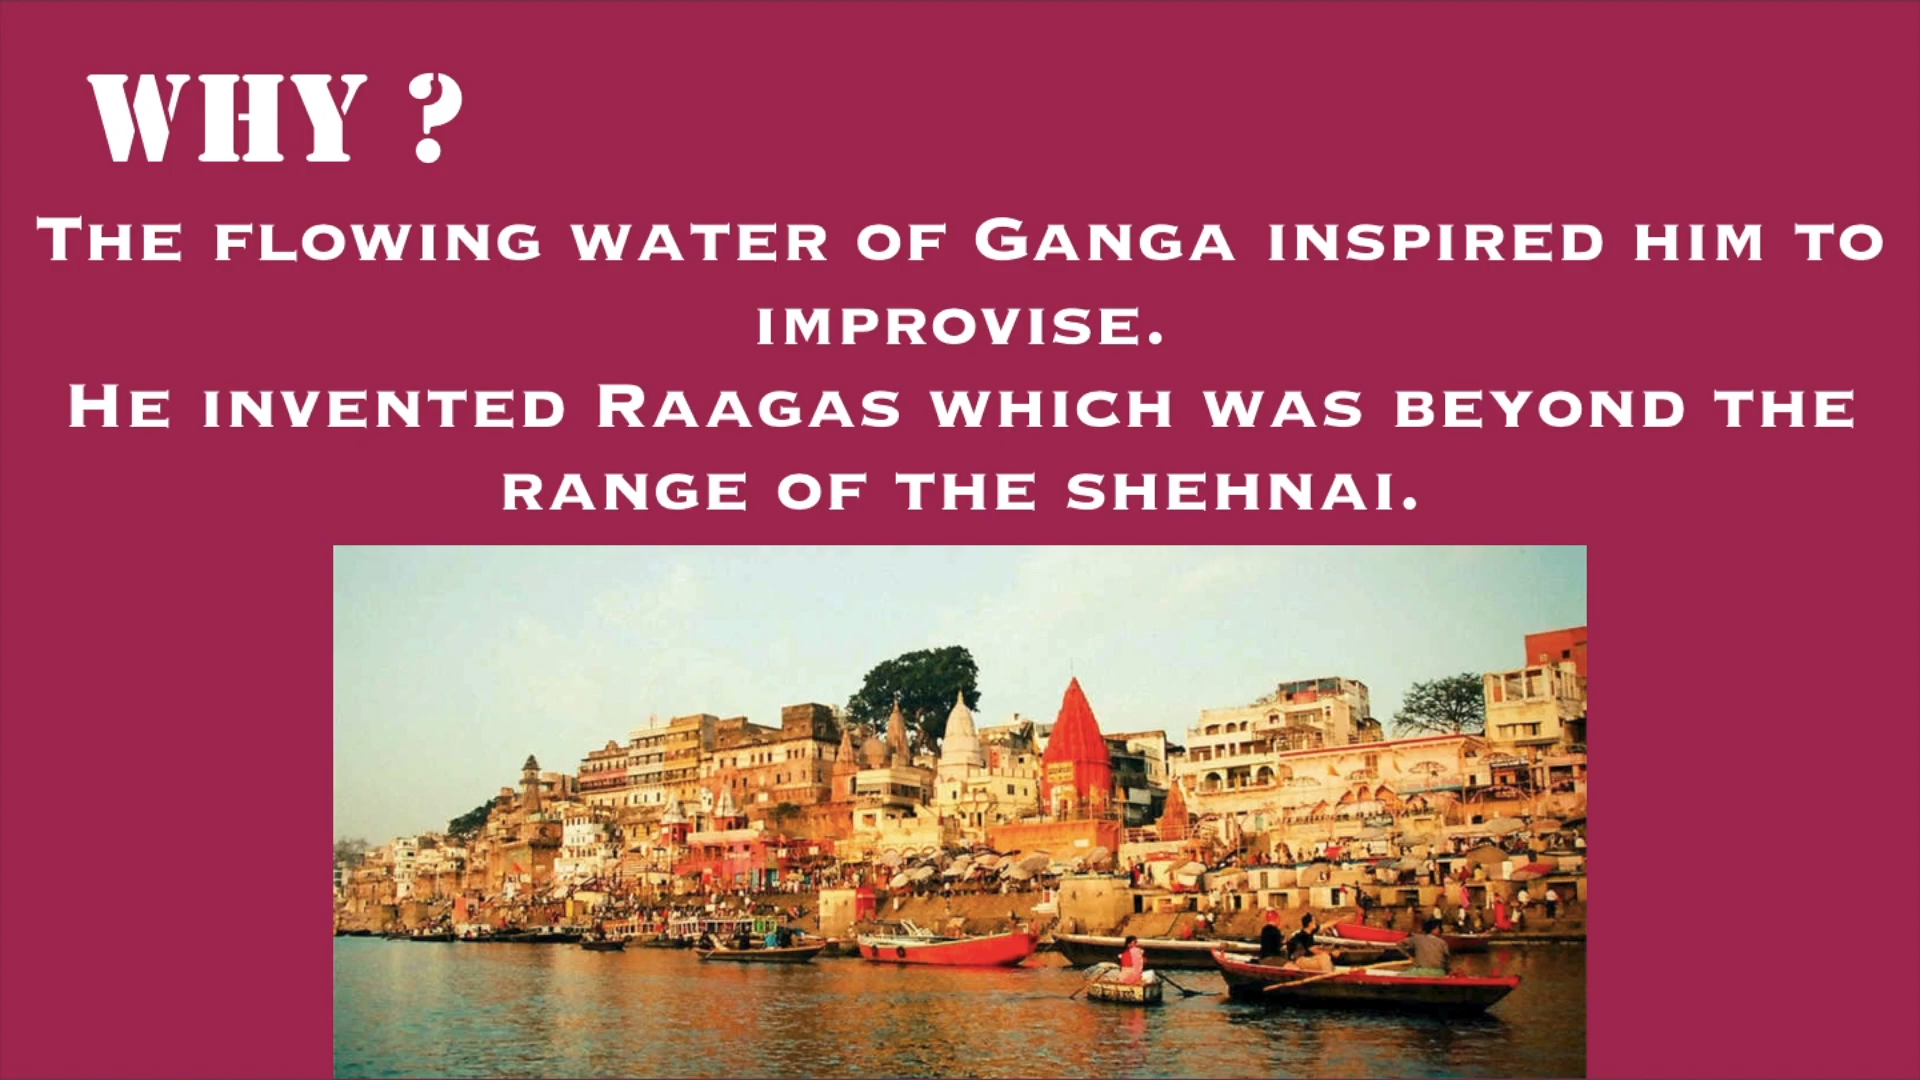 WHY ?
THE FLOWING WATER OF GANGA INSPIRED HIM TO
IMPROVISE.
HE INVENTED RAAGAS WHICH WAS BEYOND THE
RANGE OF THE SHEHNAI.